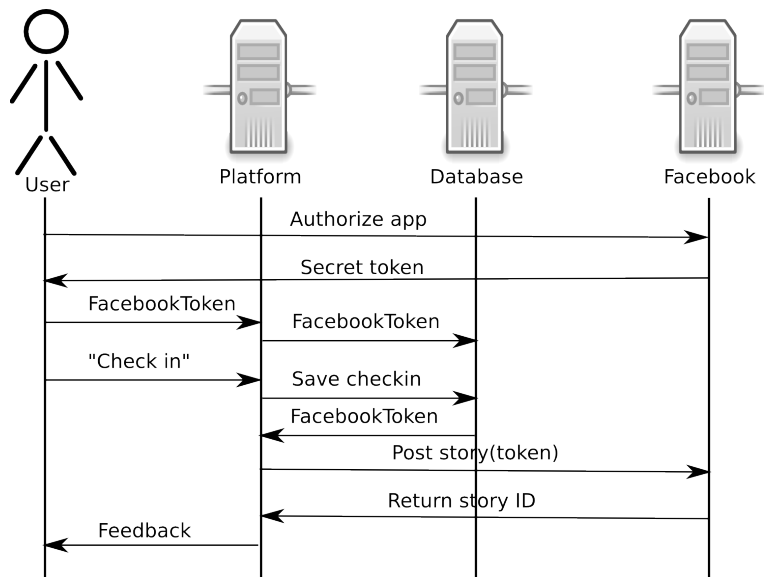 User
Platform
Database
Facebook
Authorize app
Secret token
FacebookToken
FacebookToken
"Check in"
Save checkin
FacebookToken
Post story(token)
Return story ID
Feedback